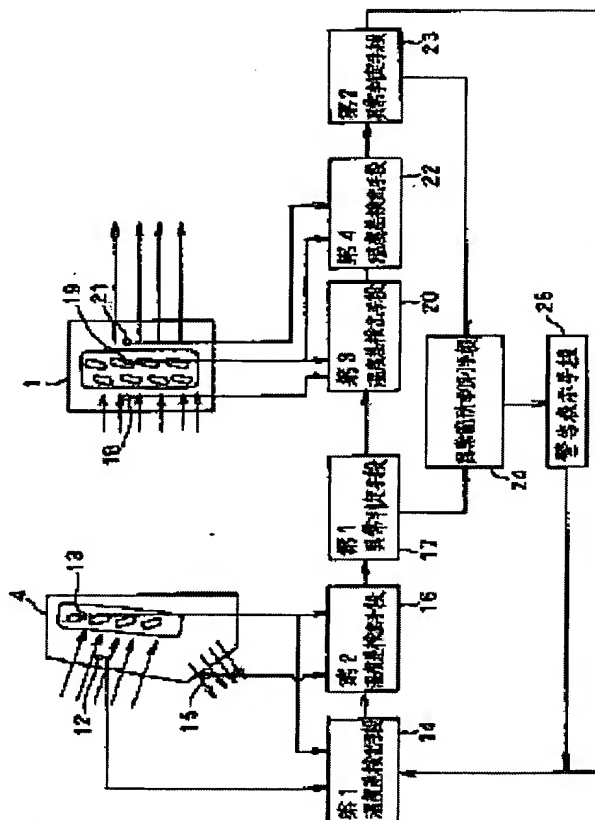 1
19
21
18
4
13
12
15
第1
温度差検出手段
14
第2
温度差検出手段
16
第1
異常判定手段
17
第3
温度差検出手段
20
第4
温度差検出手段
22
第2
異常判定手段
23
異常箇所判別手段
24
警告表示手段
25